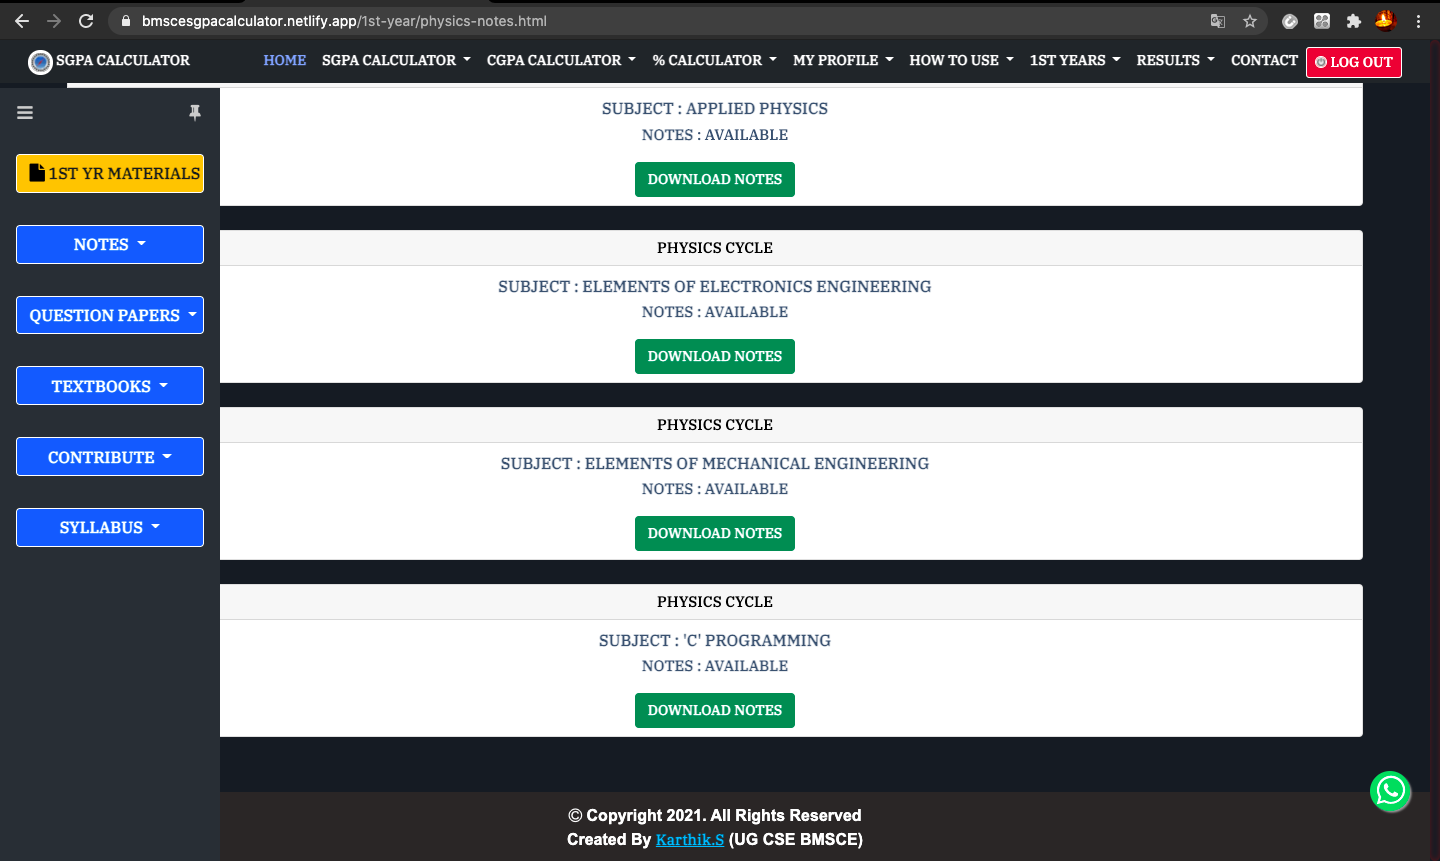 bmscesgpacalculator.netlify.app/1st-year/physics-notes.html
SGPA CALCULATOR
HOME
SGPA CALCULATOR
CGPA CALCULATOR
% CALCULATOR
MY PROFILE
HOW TO USE
1ST YEARS
RESULTS
CONTACT
LOG OUT
1ST YR MATERIALS
NOTES
QUESTION PAPERS
TEXTBOOKS
CONTRIBUTE
SYLLABUS
SUBJECT : APPLIED PHYSICS
NOTES : AVAILABLE
DOWNLOAD NOTES
PHYSICS CYCLE
SUBJECT : ELEMENTS OF ELECTRONICS ENGINEERING
NOTES : AVAILABLE
DOWNLOAD NOTES
PHYSICS CYCLE
SUBJECT : ELEMENTS OF MECHANICAL ENGINEERING
NOTES : AVAILABLE
DOWNLOAD NOTES
PHYSICS CYCLE
SUBJECT : 'C' PROGRAMMING
NOTES : AVAILABLE
DOWNLOAD NOTES
© Copyright 2021. All Rights Reserved
Created By Karthik.S (UG CSE BMSCE)